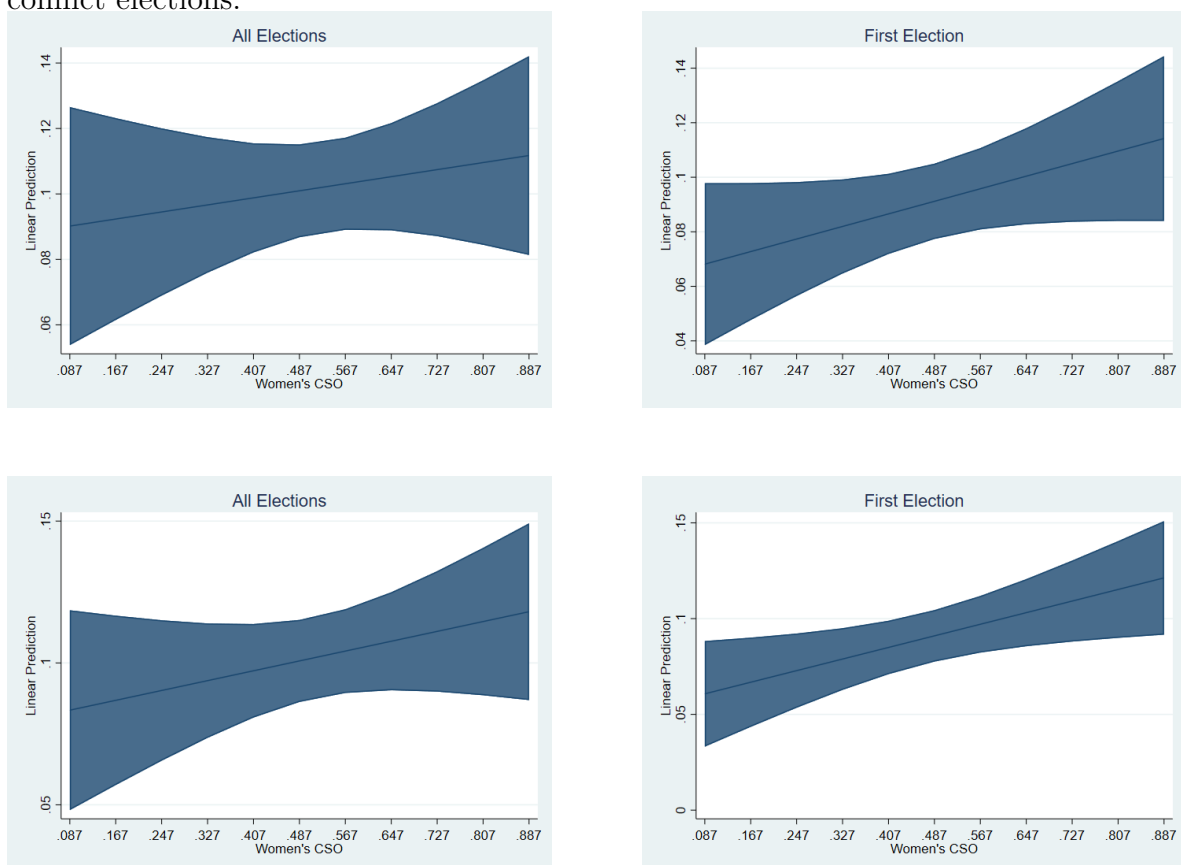 conflict elections.
All Elections
First Election
Linear Prediction
.14
.12
.1
.08
.06
.087 .167 .247 .327 .407 .487 .567 .647 .727 .807 .887
Women's CSO
Linear Prediction
.14
.12
.1
.08
.06
.04
.087 .167 .247 .327 .407 .487 .567 .647 .727 .807 .887
Women's CSO
All Elections
First Election
Linear Prediction
.15
.1
.05
.087 .167 .247 .327 .407 .487 .567 .647 .727 .807 .887
Women's CSO
Linear Prediction
.15
.1
.05
0
.087 .167 .247 .327 .407 .487 .567 .647 .727 .807 .887
Women's CSO